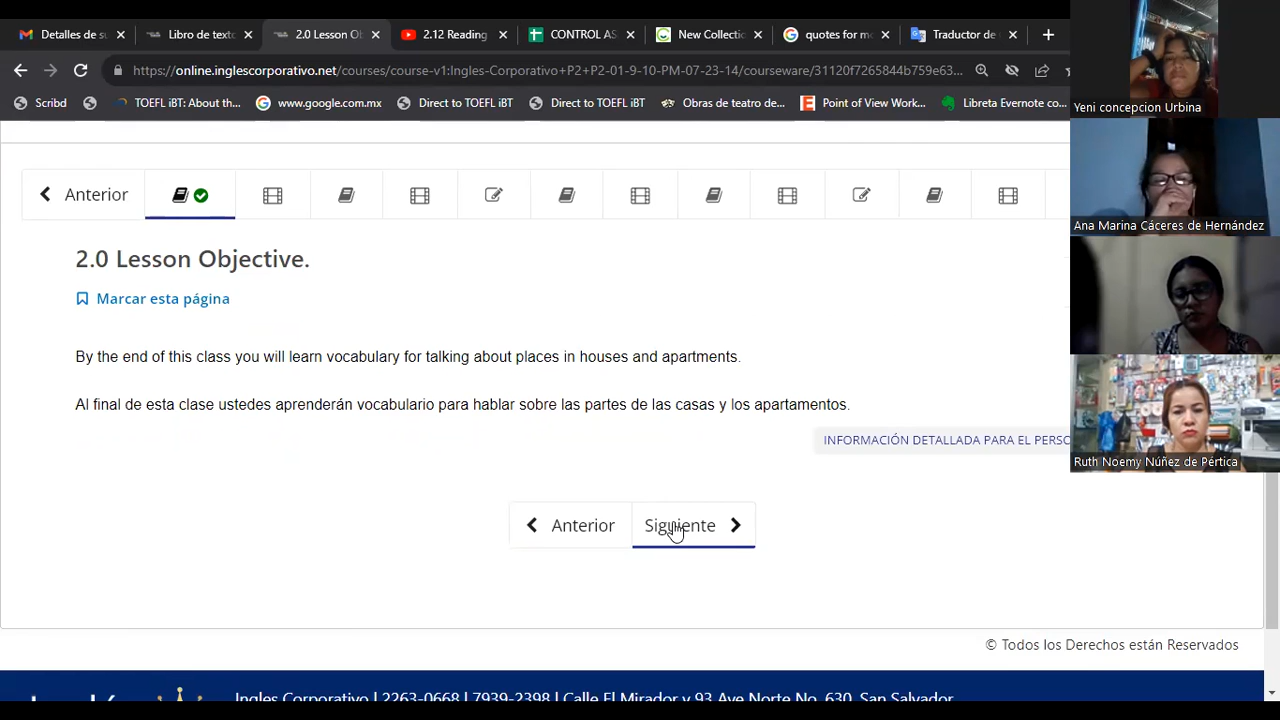 Detalles de su
Libro de texto
2.0 Lesson Ob
2.12 Reading
CONTROL AS
New Collectio
quotes for mo
Traductor de
https://online.inglescorporativo.net/courses/course-v1:Ingles-Corporativo+P2+P2-01-9-10-PM-07-23-14/courseware/31120f7265844b759e63...
Scribd
TOEFL iBT: About th...
www.google.com.mx
Direct to TOEFL iBT
Direct to TOEFL iBT
Obras de teatro de...
Point of View Work...
Libreta Evernote co...
Yeni concepcion Urbina
Ana Marina Cáceres de Hernández
Ruth Noemy Núñez de Pértica
Anterior
2.0 Lesson Objective.
Marcar esta página
By the end of this class you will learn vocabulary for talking about places in houses and apartments.
Al final de esta clase ustedes aprenderán vocabulario para hablar sobre las partes de las casas y los apartamentos.
INFORMACIÓN DETALLADA PARA EL PERSO
Anterior
Siguiente
© Todos los Derechos están Reservados
Ingles Corporativo | 2263-0668 | 7939-2398 | Calle El Mirador y 93 Ave Norte No. 630, San Salvador